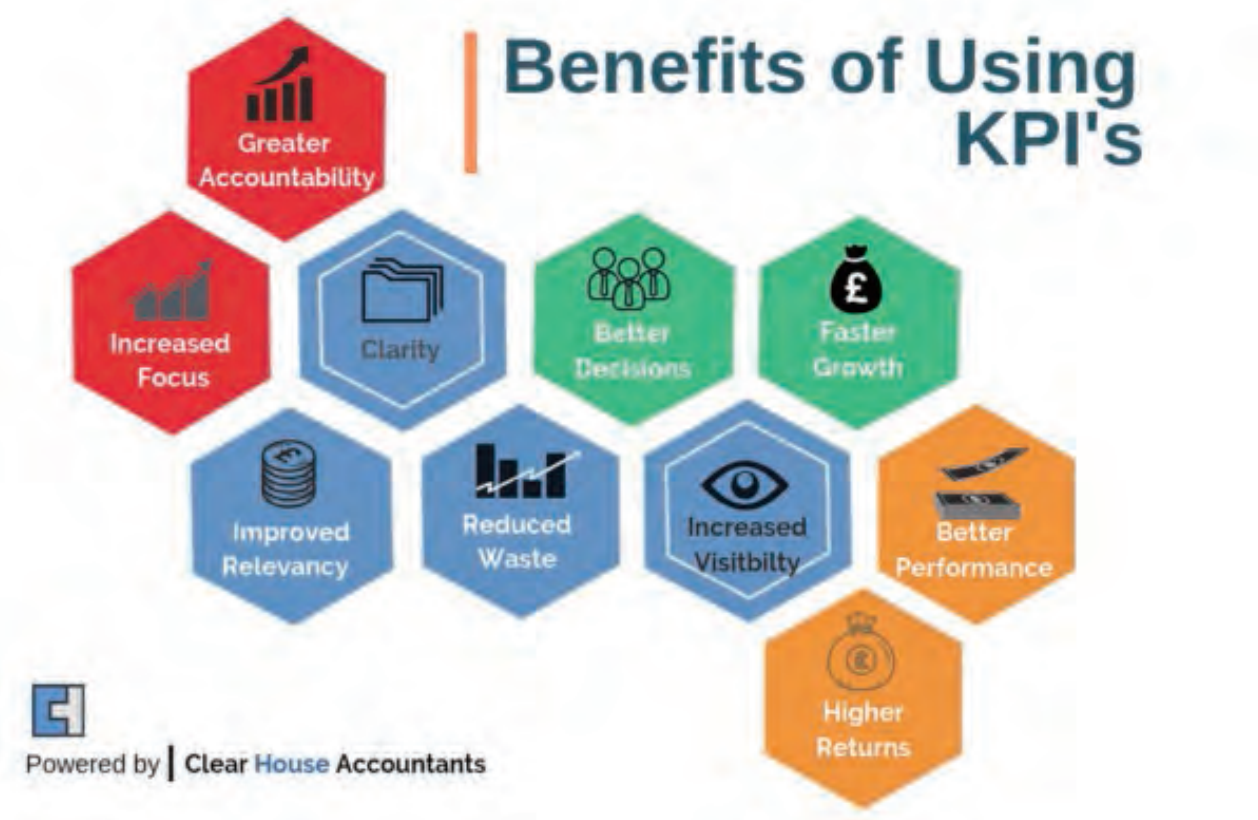 Benefits of Using
KPI's
Greater
Accountability
Increased
Focus
Clarity
Better
Decisions
£
Faster
Growth
£
Improved
Relevancy
Reduced
Waste
Increased
Visitbilty
Better
Performance
Higher
Returns
Powered by | Clear House Accountants